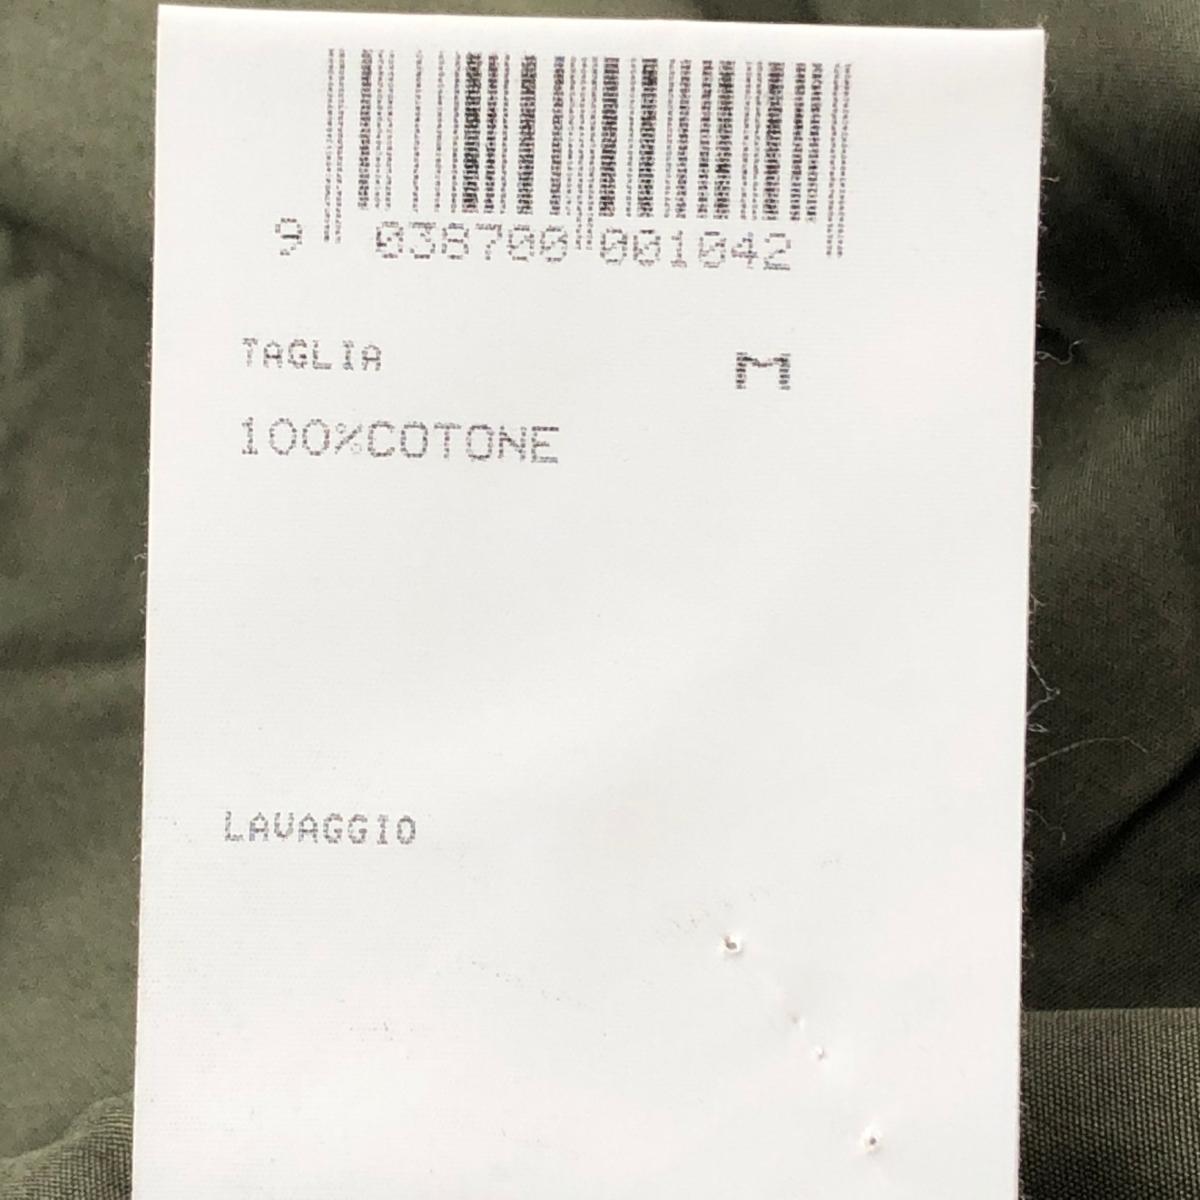 9 038700 001042
TAGLIA M
100%COTONE
LAVAGGIO